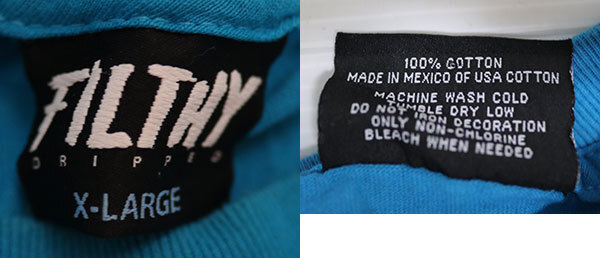 FILTHY
DRIPPED
X-LARGE
100% COTTON
MADE IN MEXICO OF USA COTTON
MACHINE WASH COLD
TUMBLE DRY LOW
DO NOT IRON DECORATION
ONLY NON-CHLORINE
BLEACH WHEN NEEDED